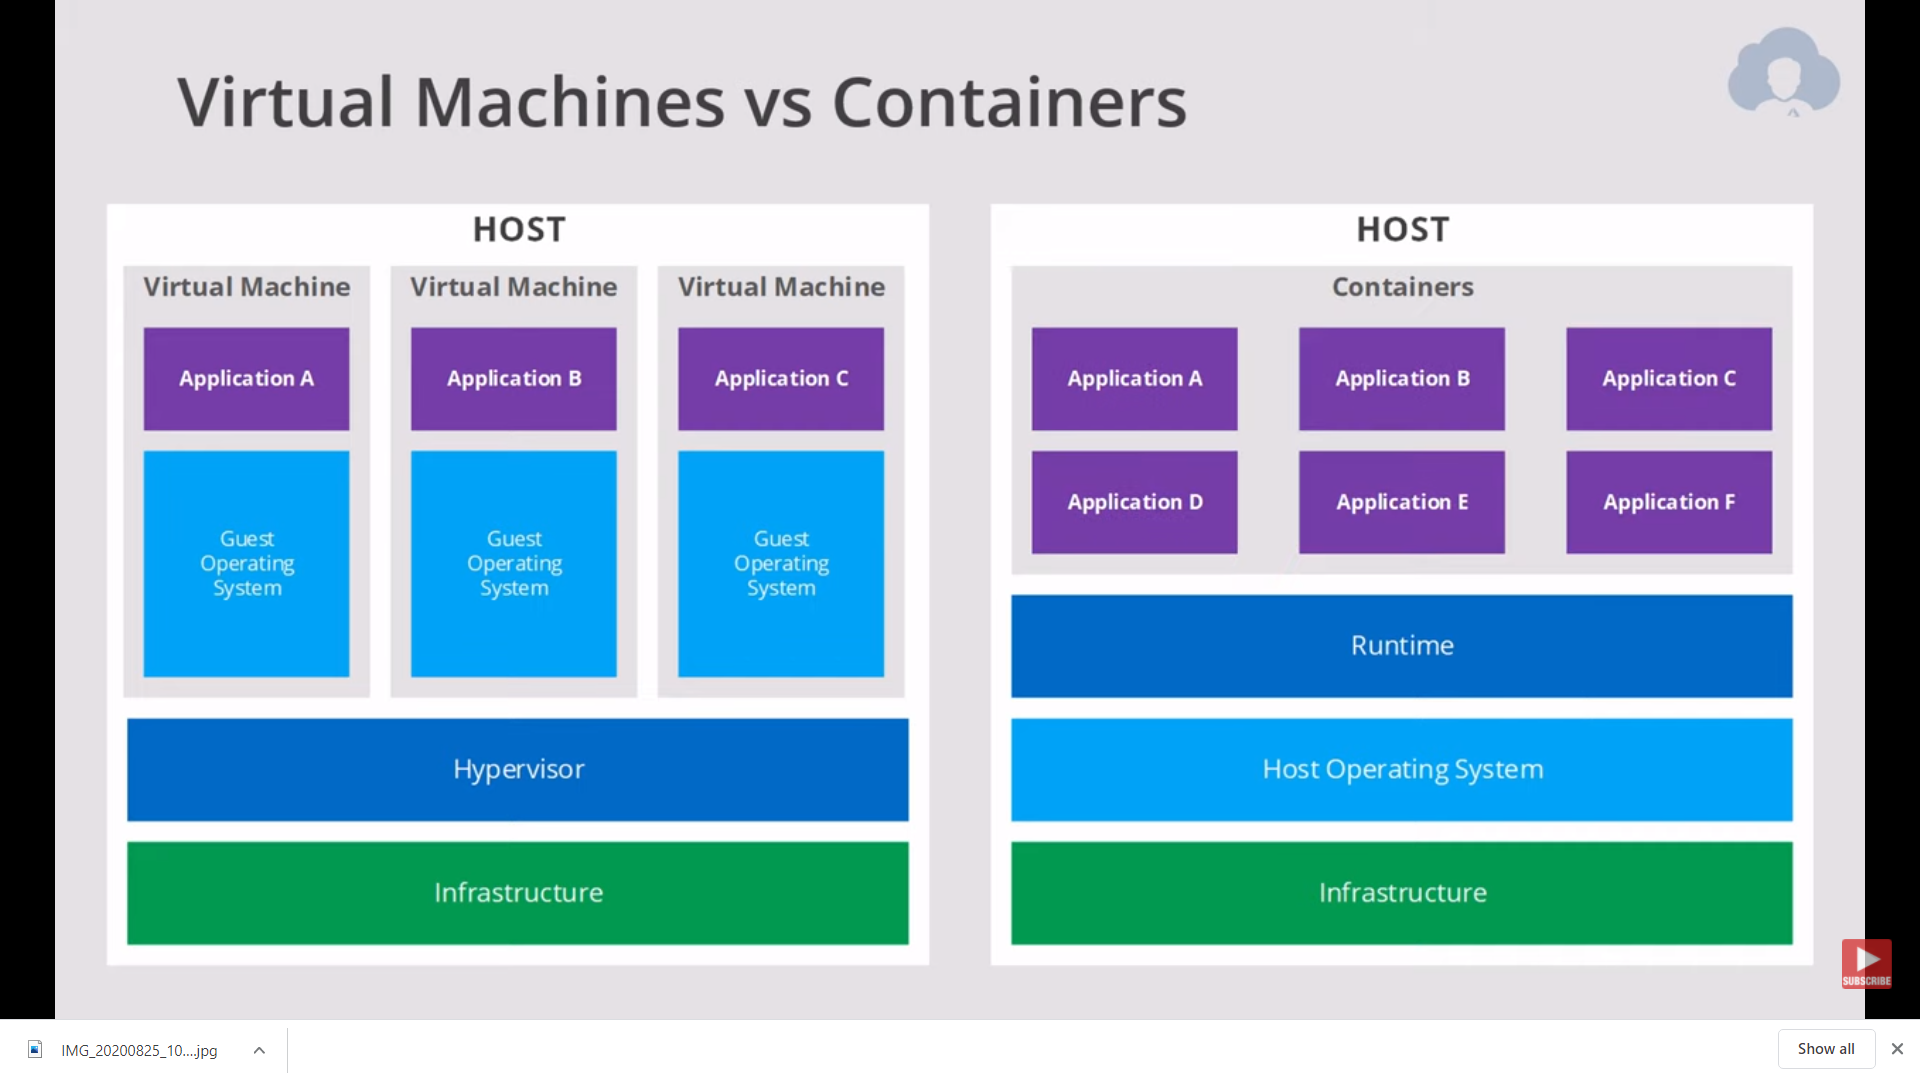 Virtual Machines vs Containers
HOST
Virtual Machine
Virtual Machine
Virtual Machine
Application A
Application B
Application C
Guest
Operating
System
Guest
Operating
System
Guest
Operating
System
Hypervisor
Infrastructure
HOST
Containers
Application A
Application B
Application C
Application D
Application E
Application F
Runtime
Host Operating System
Infrastructure
SUBSCRIBE
IMG_20200825_10....jpg
Show all